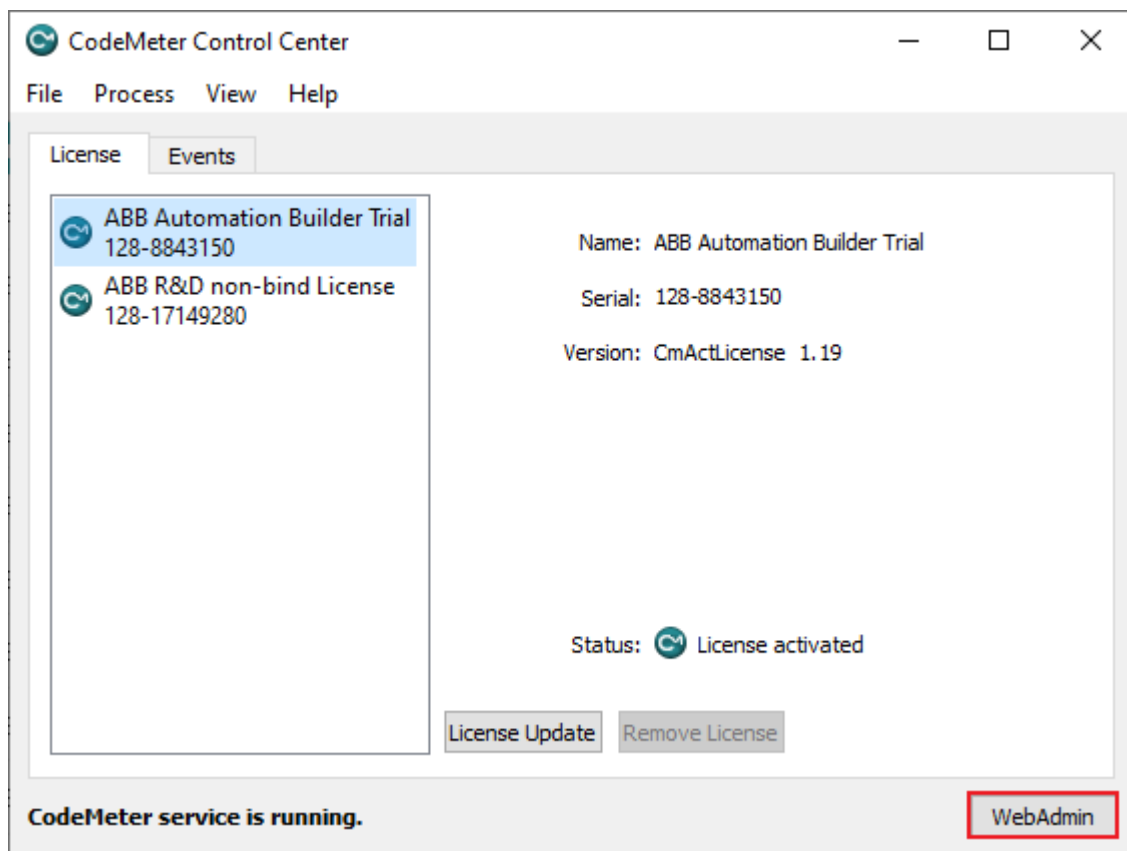 CodeMeter Control Center
File Process View Help
License Events
ABB Automation Builder Trial
128-8843150
ABB R&D non-bind License
128-17149280
Name: ABB Automation Builder Trial
Serial: 128-8843150
Version: CmActLicense 1.19
Status: License activated
License Update Remove License
CodeMeter service is running.
WebAdmin